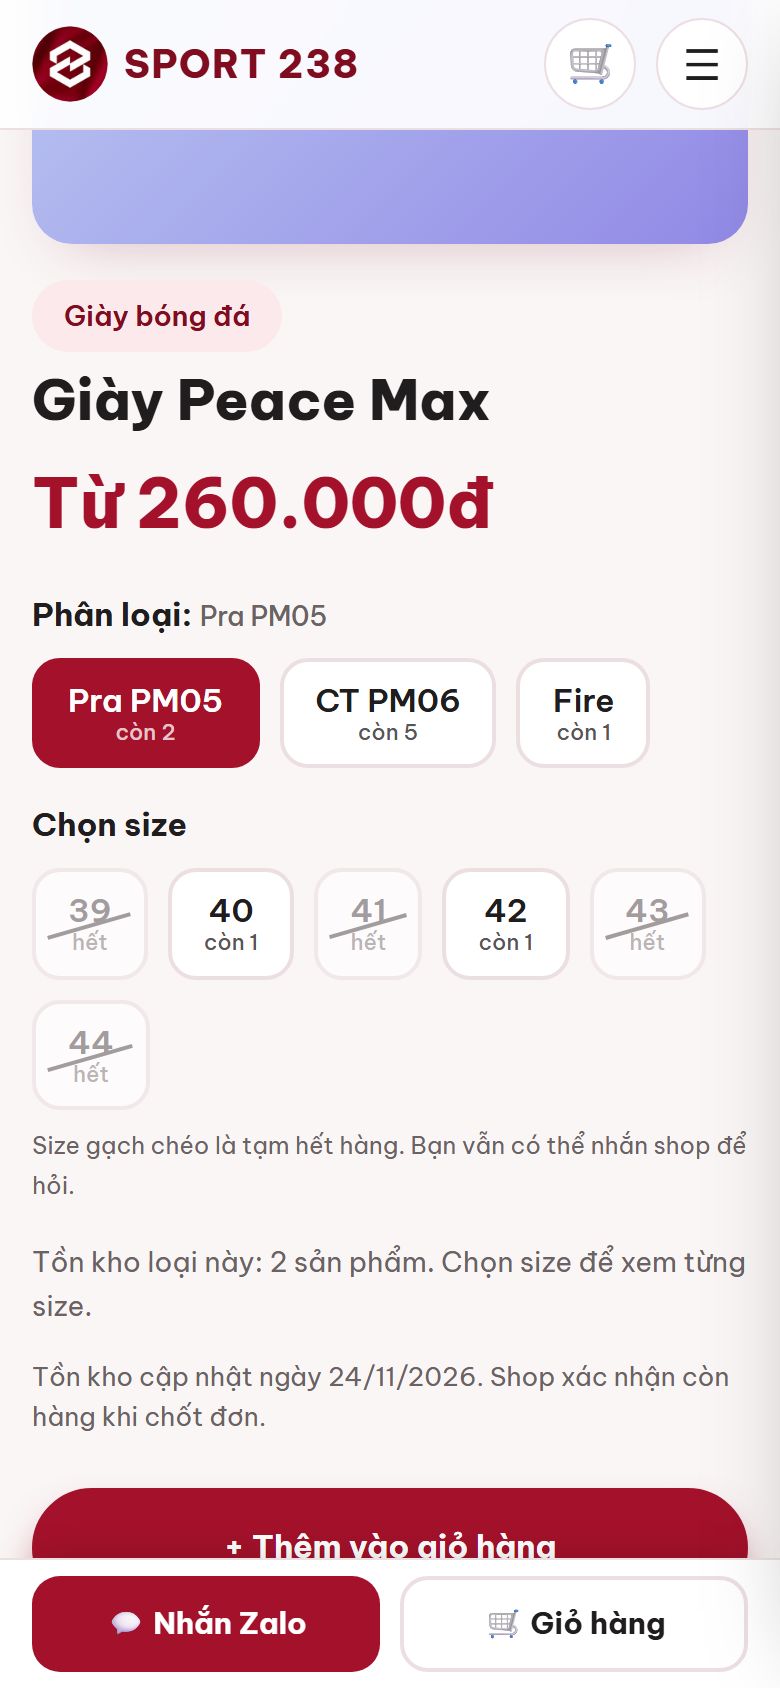 SPORT 238
Giày bóng đá
Giày Peace Max
Từ 260.000đ
Phân loại: Pra PM05
Pra PM05
còn 2
CT PM06
còn 5
Fire
còn 1
Chọn size
39
hết
40
còn 1
41
hết
42
còn 1
43
hết
44
hết
Size gạch chéo là tạm hết hàng. Bạn vẫn có thể nhắn shop để
hỏi.
Tồn kho loại này: 2 sản phẩm. Chọn size để xem từng
size.
Tồn kho cập nhật ngày 24/11/2026. Shop xác nhận còn
hàng khi chốt đơn.
+ Thêm vào giỏ hàng
Nhắn Zalo
Giỏ hàng